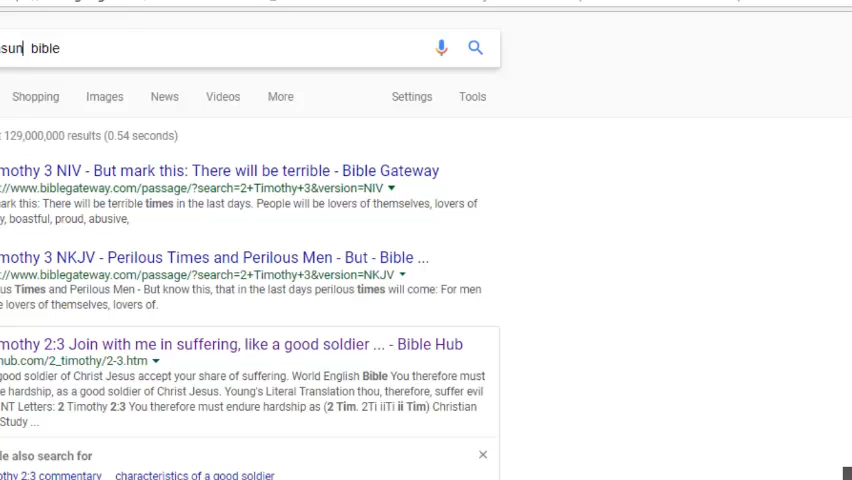 sun bible
Shopping Images News Videos More Settings Tools
129,000,000 results (0.54 seconds)
mothy 3 NIV - But mark this: There will be terrible - Bible Gateway
://www.biblegateway.com/passage/?search=2+Timothy+3&version=NIV
ark this: There will be terrible times in the last days. People will be lovers of themselves, lovers of
y, boastful, proud, abusive,
mothy 3 NKJV - Perilous Times and Perilous Men - But - Bible ...
://www.biblegateway.com/passage/?search=2+Timothy+3&version=NKJV
us Times and Perilous Men - But know this, that in the last days perilous times will come: For men
e lovers of themselves, lovers of.
mothy 2:3 Join with me in suffering, like a good soldier ... - Bible Hub
hub.com/2_timothy/2-3.htm
good soldier of Christ Jesus accept your share of suffering. World English Bible You therefore must
e hardship, as a good soldier of Christ Jesus. Young's Literal Translation thou, therefore, suffer evil
NT Letters: 2 Timothy 2:3 You therefore must endure hardship as (2 Tim. 2Ti iiTi ii Tim) Christian
Study ...
le also search for
othy 2:3 commentary characteristics of a good soldier